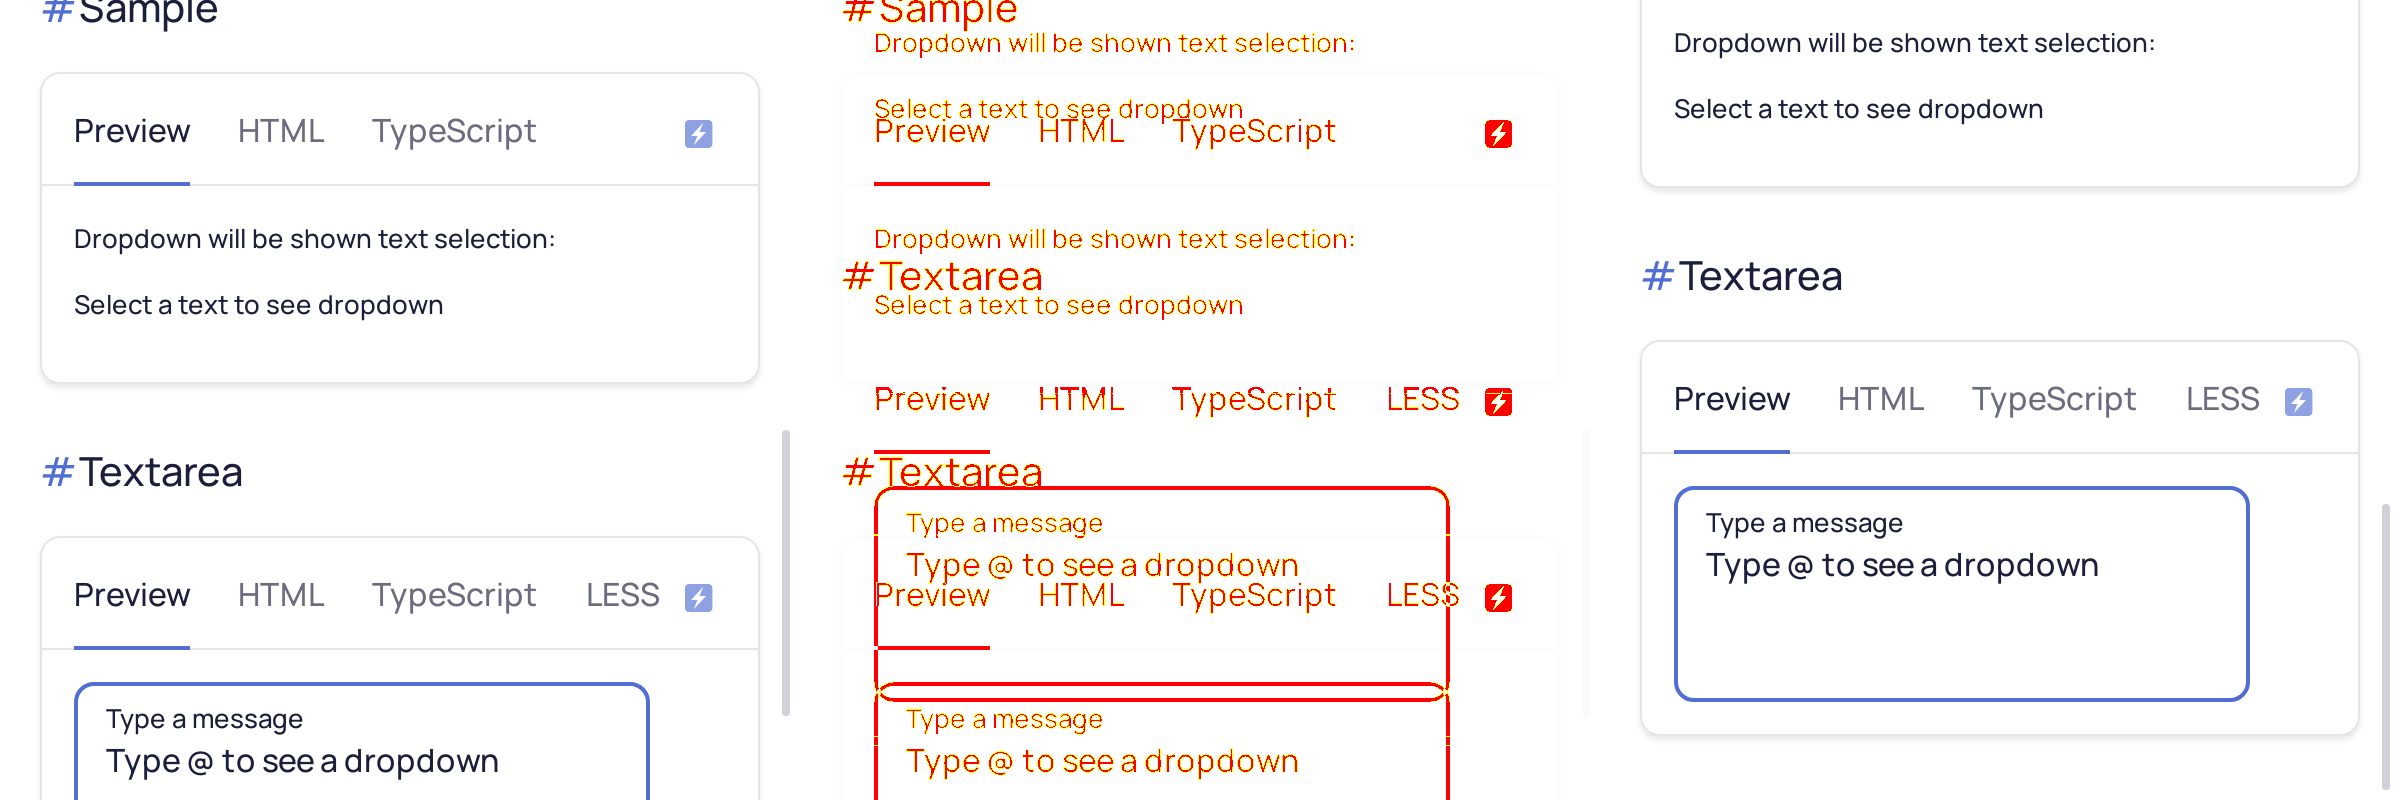 #Sample
Preview HTML TypeScript
Dropdown will be shown text selection:
Select a text to see dropdown
#Textarea
Preview HTML TypeScript LESS
Type a message
Type @ to see a dropdown
#Sample
Dropdown will be shown text selection:
Select a text to see dropdown
Preview HTML TypeScript
Dropdown will be shown text selection:
#Textarea
Select a text to see dropdown
Preview HTML TypeScript LESS
#Textarea
Type a message
Type @ to see a dropdown
Preview HTML TypeScript LESS
Type a message
Type @ to see a dropdown
Dropdown will be shown text selection:
Select a text to see dropdown
#Textarea
Preview HTML TypeScript LESS
Type a message
Type @ to see a dropdown